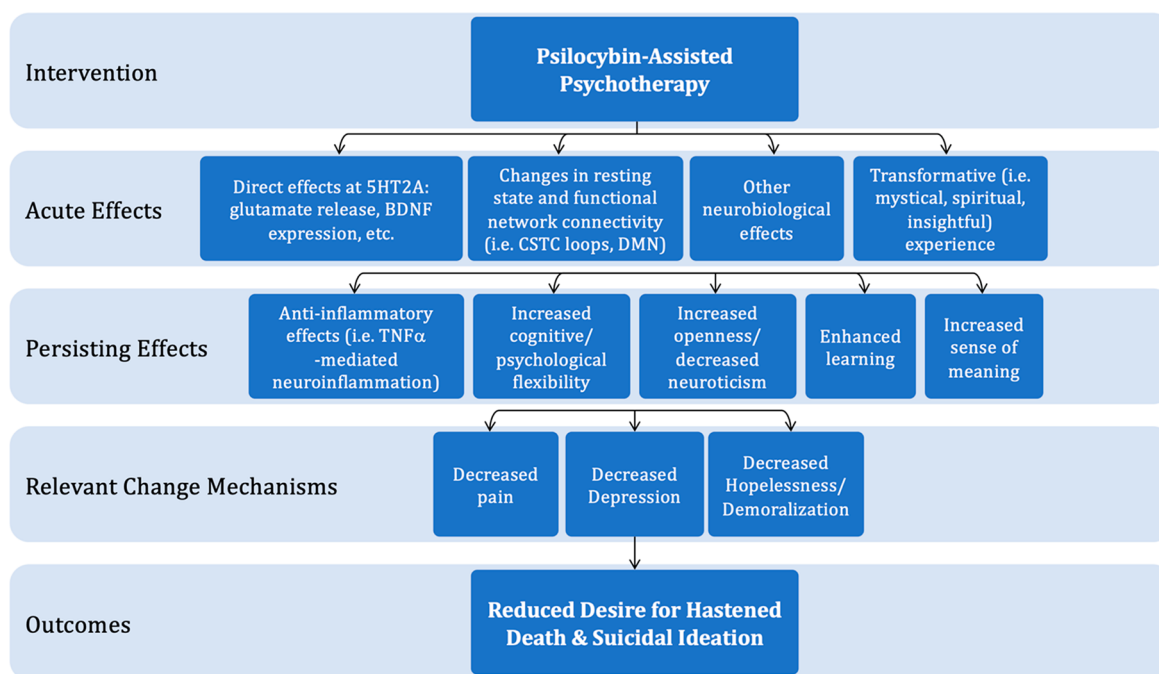 Intervention
Psilocybin-Assisted
Psychotherapy
Acute Effects
Direct effects at 5HT2A:
glutamate release, BDNF
expression, etc.
Changes in resting
state and functional
network connectivity
(i.e. CSTC loops, DMN)
Other
neurobiological
effects
Transformative (i.e.
mystical, spiritual,
insightful)
experience
Persisting Effects
Anti-inflammatory
effects (i.e. TNFα
-mediated
neuroinflammation)
Increased
cognitive/
psychological
flexibility
Increased
openness/
decreased
neuroticism
Enhanced
learning
Increased
sense of
meaning
Relevant Change Mechanisms
Decreased
pain
Decreased
Depression
Decreased
Hopelessness/
Demoralization
Outcomes
Reduced Desire for Hastened
Death & Suicidal Ideation